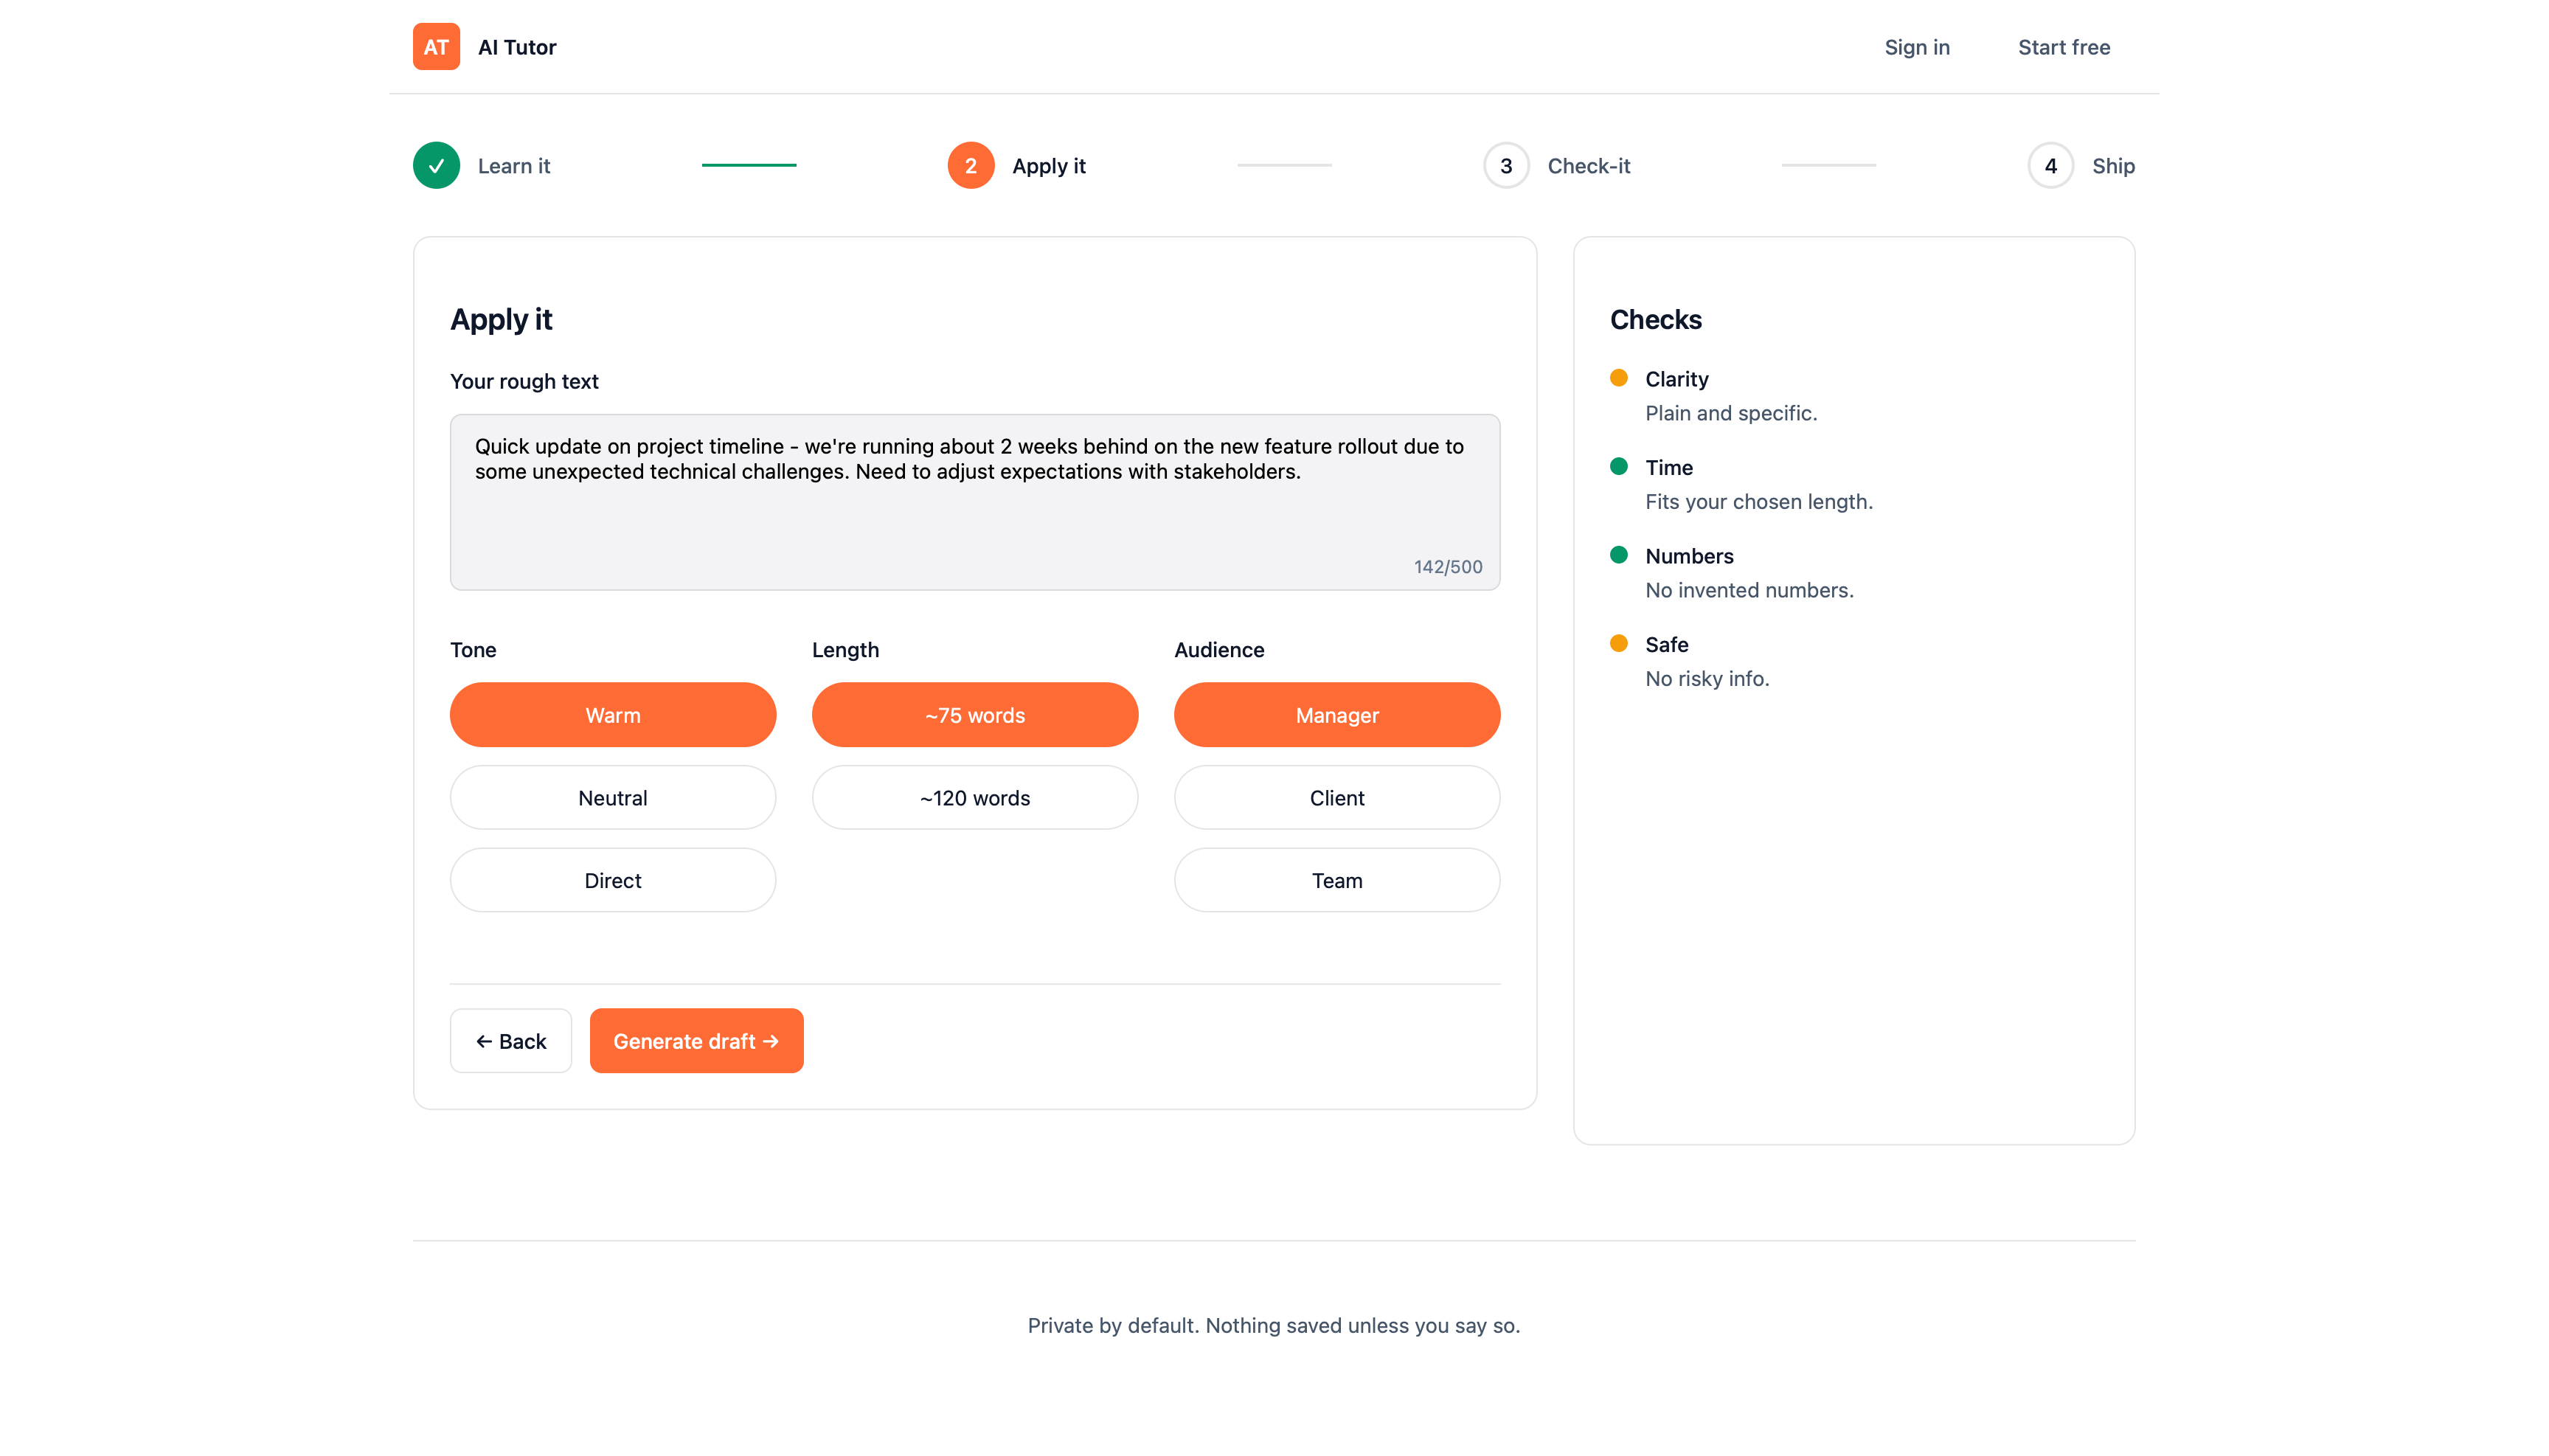 AT
AI Tutor
Sign in
Start free
Learn it
2
Apply it
3
Check-it
4
Ship
Apply it
Your rough text
Quick update on project timeline - we're running about 2 weeks behind on the new feature rollout due to
some unexpected technical challenges. Need to adjust expectations with stakeholders.
142/500
Tone
Warm
Neutral
Direct
Length
~75 words
~120 words
Audience
Manager
Client
Team
← Back
Generate draft →
Checks
Clarity
Plain and specific.
Time
Fits your chosen length.
Numbers
No invented numbers.
Safe
No risky info.
Private by default. Nothing saved unless you say so.